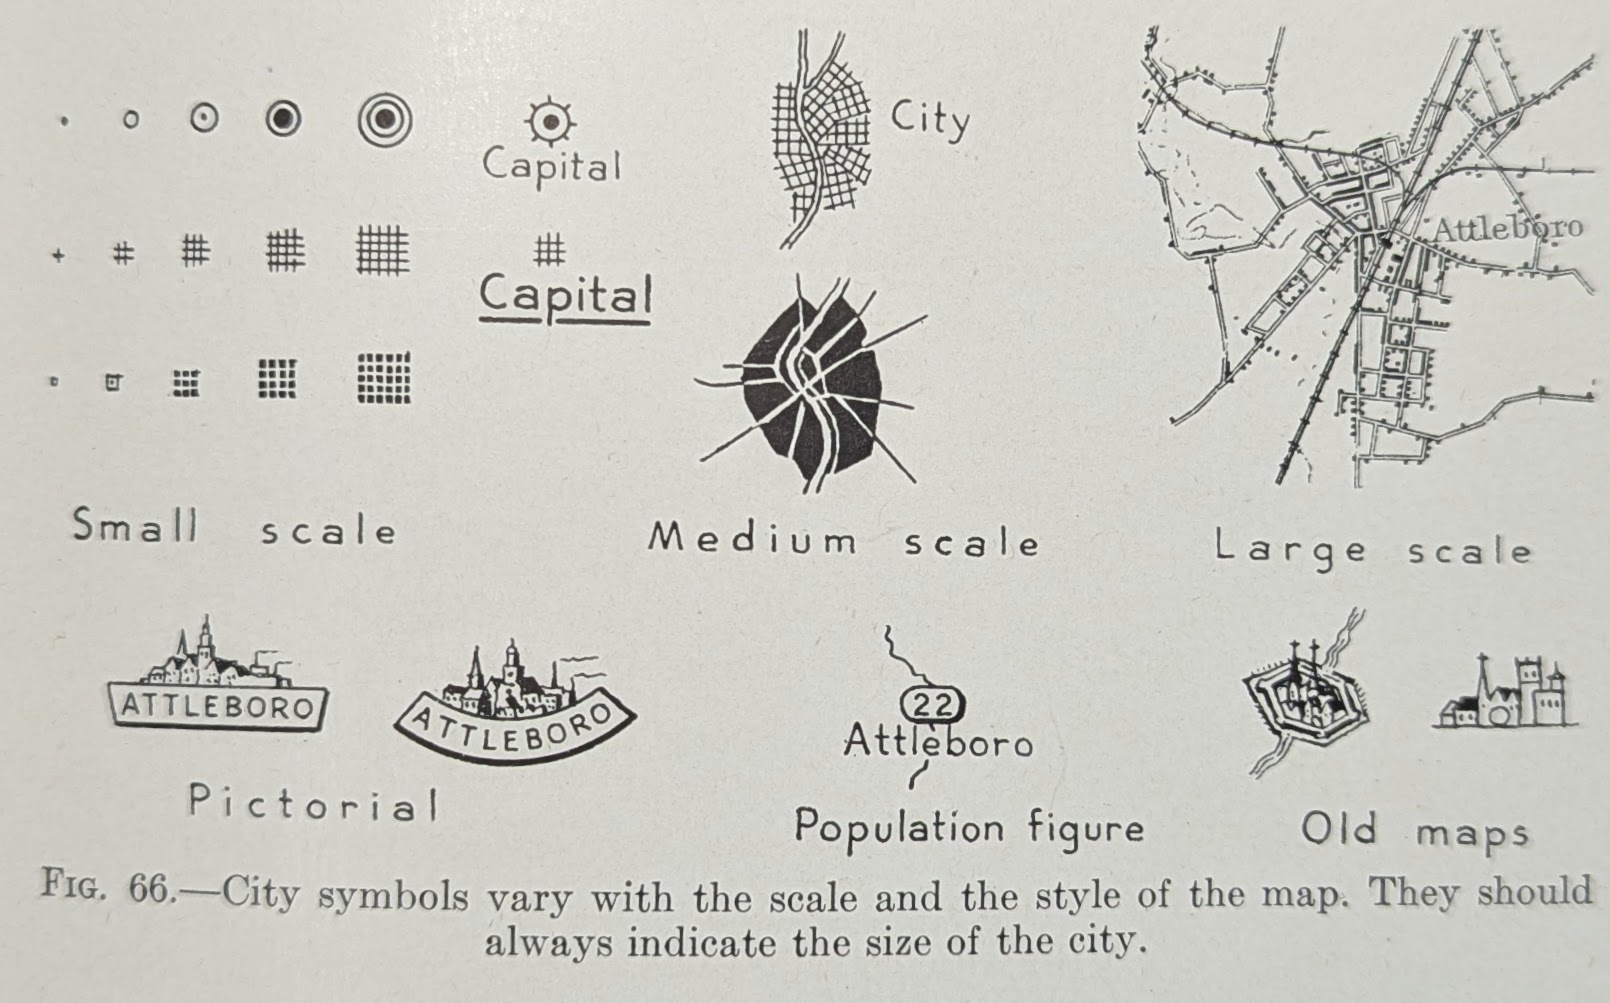 Capital
City
Attleboro
Capital
Small scale
Medium scale
Large scale
ATTLEBORO
ATTLEBORO
22
Attleboro
Pictorial
Population figure
Old maps
FIG. 66.—City symbols vary with the scale and the style of the map. They should
always indicate the size of the city.